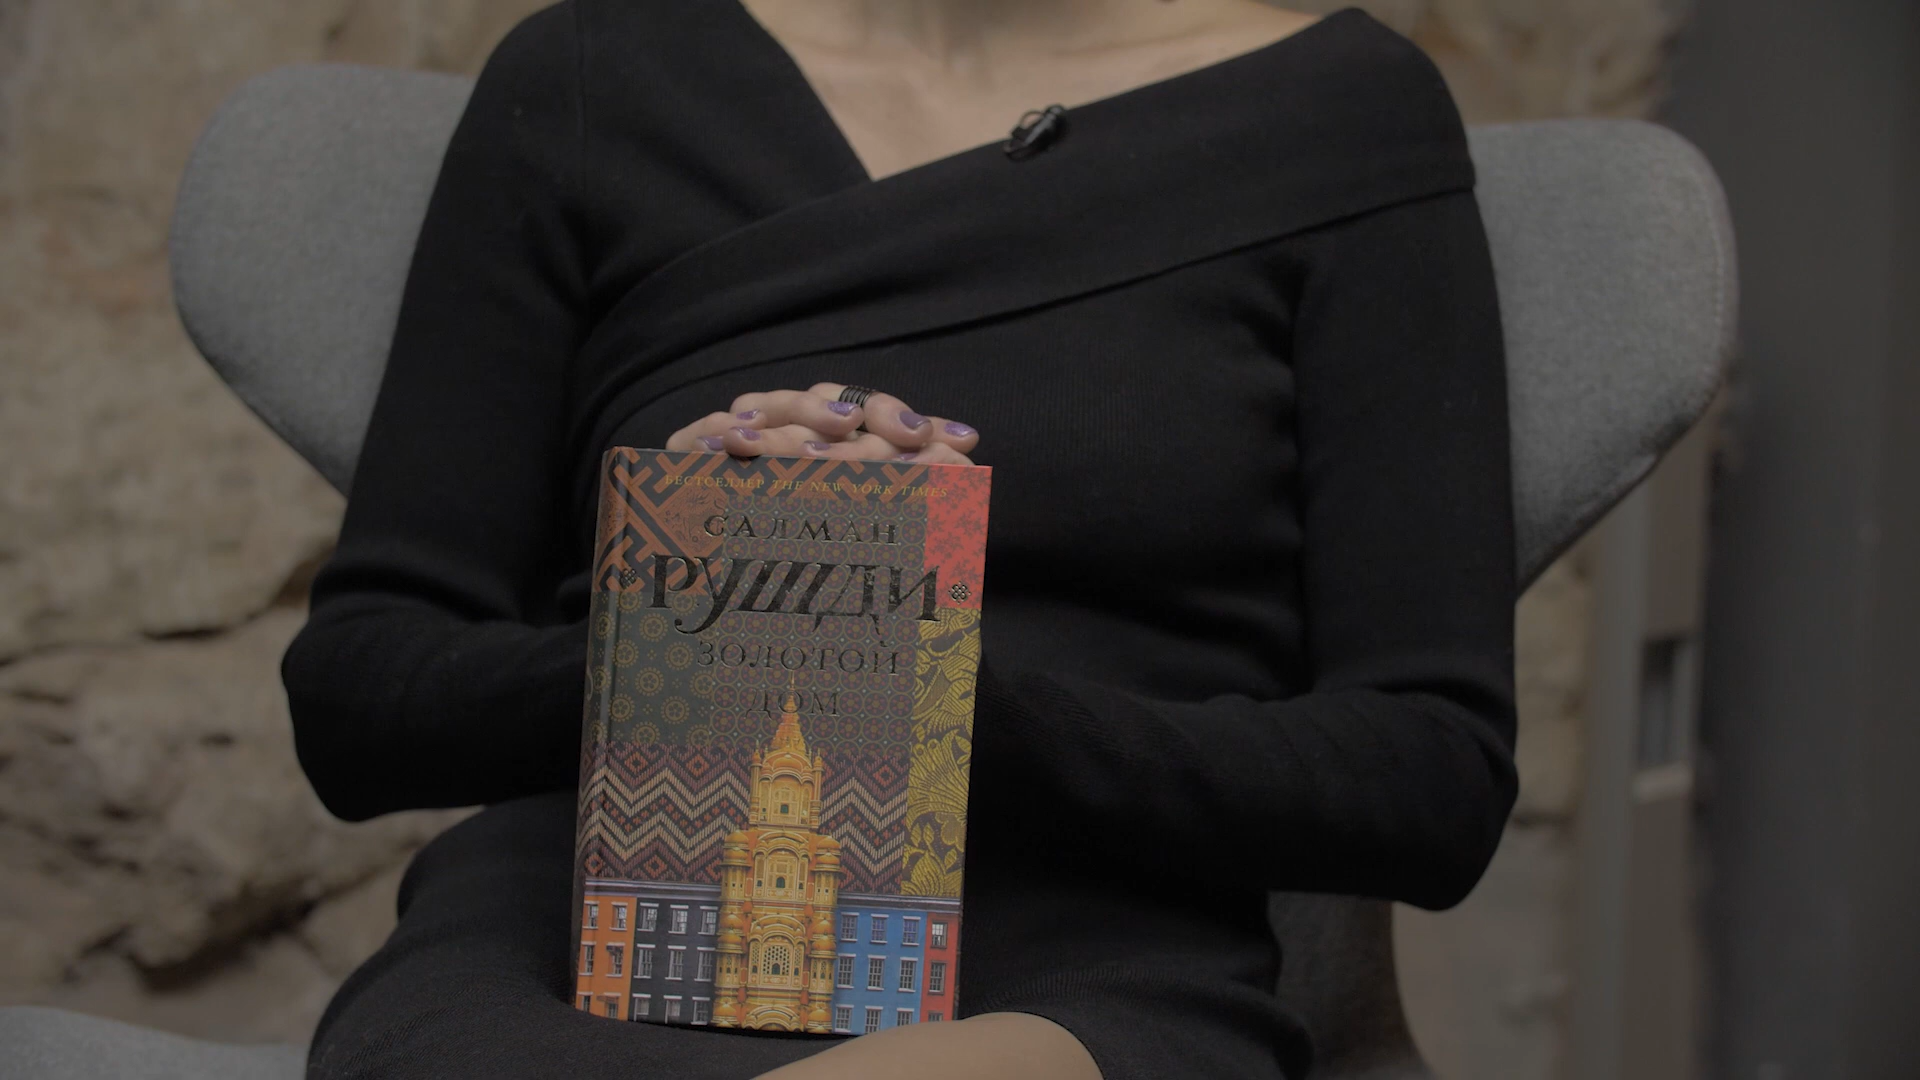 БЕСТСЕЛЛЕР THE NEW YORK TIMES
САЛМАН
РУШДИ
ЗОЛОТОЙ
ДОМ